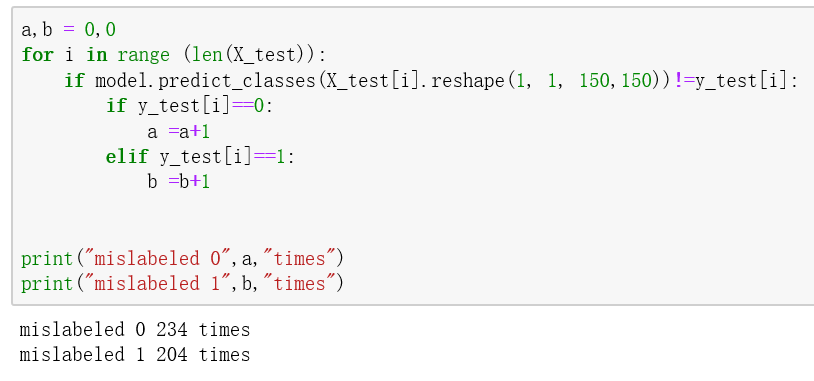 a,b = 0,0
for i in range (len(X_test)):
    if model.predict_classes(X_test[i].reshape(1, 1, 150,150))!=y_test[i]:
        if y_test[i]==0:
            a =a+1
        elif y_test[i]==1:
            b =b+1
print("mislabeled 0",a,"times")
print("mislabeled 1",b,"times")
mislabeled 0 234 times
mislabeled 1 204 times